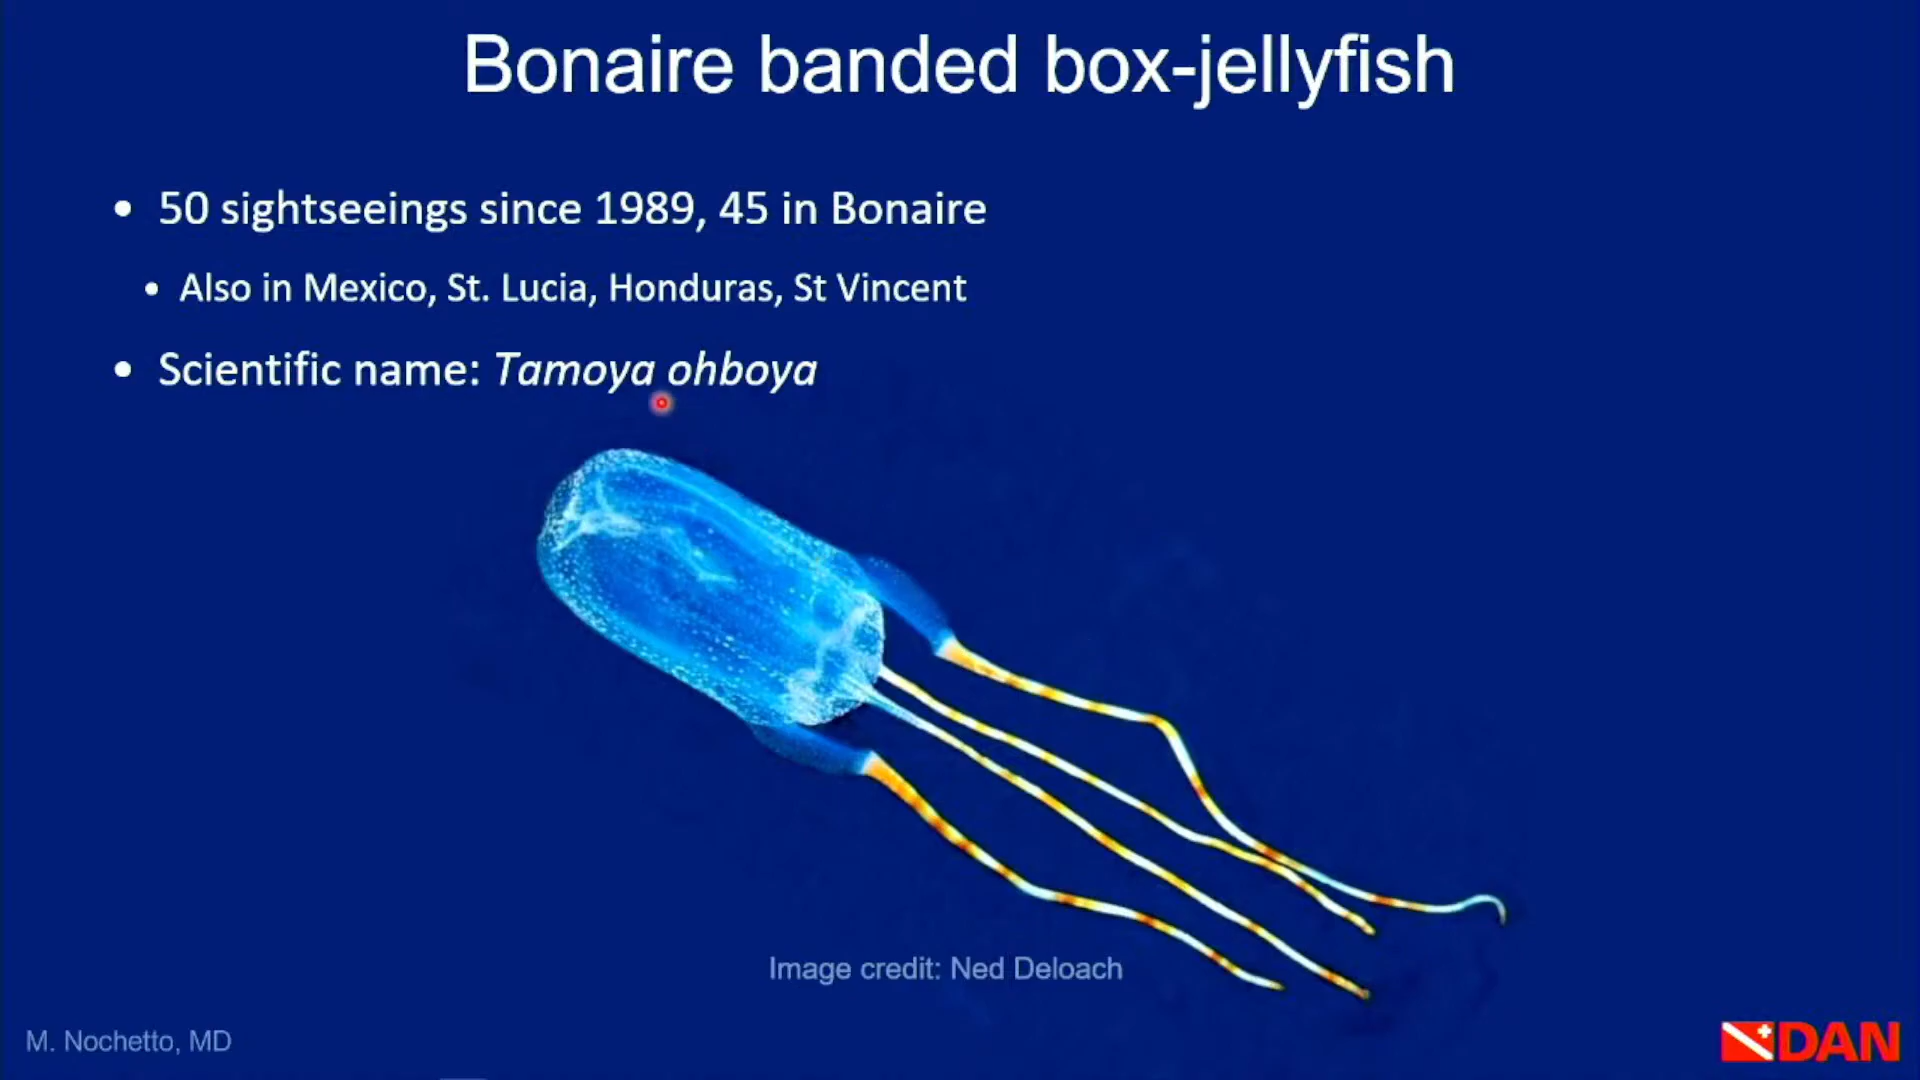 Bonaire banded box-jellyfish
• 50 sightseeings since 1989, 45 in Bonaire
• Also in Mexico, St. Lucia, Honduras, St Vincent
• Scientific name: Tamoya ohboya
Image credit: Ned Deloach
M. Nochetto, MD
DAN